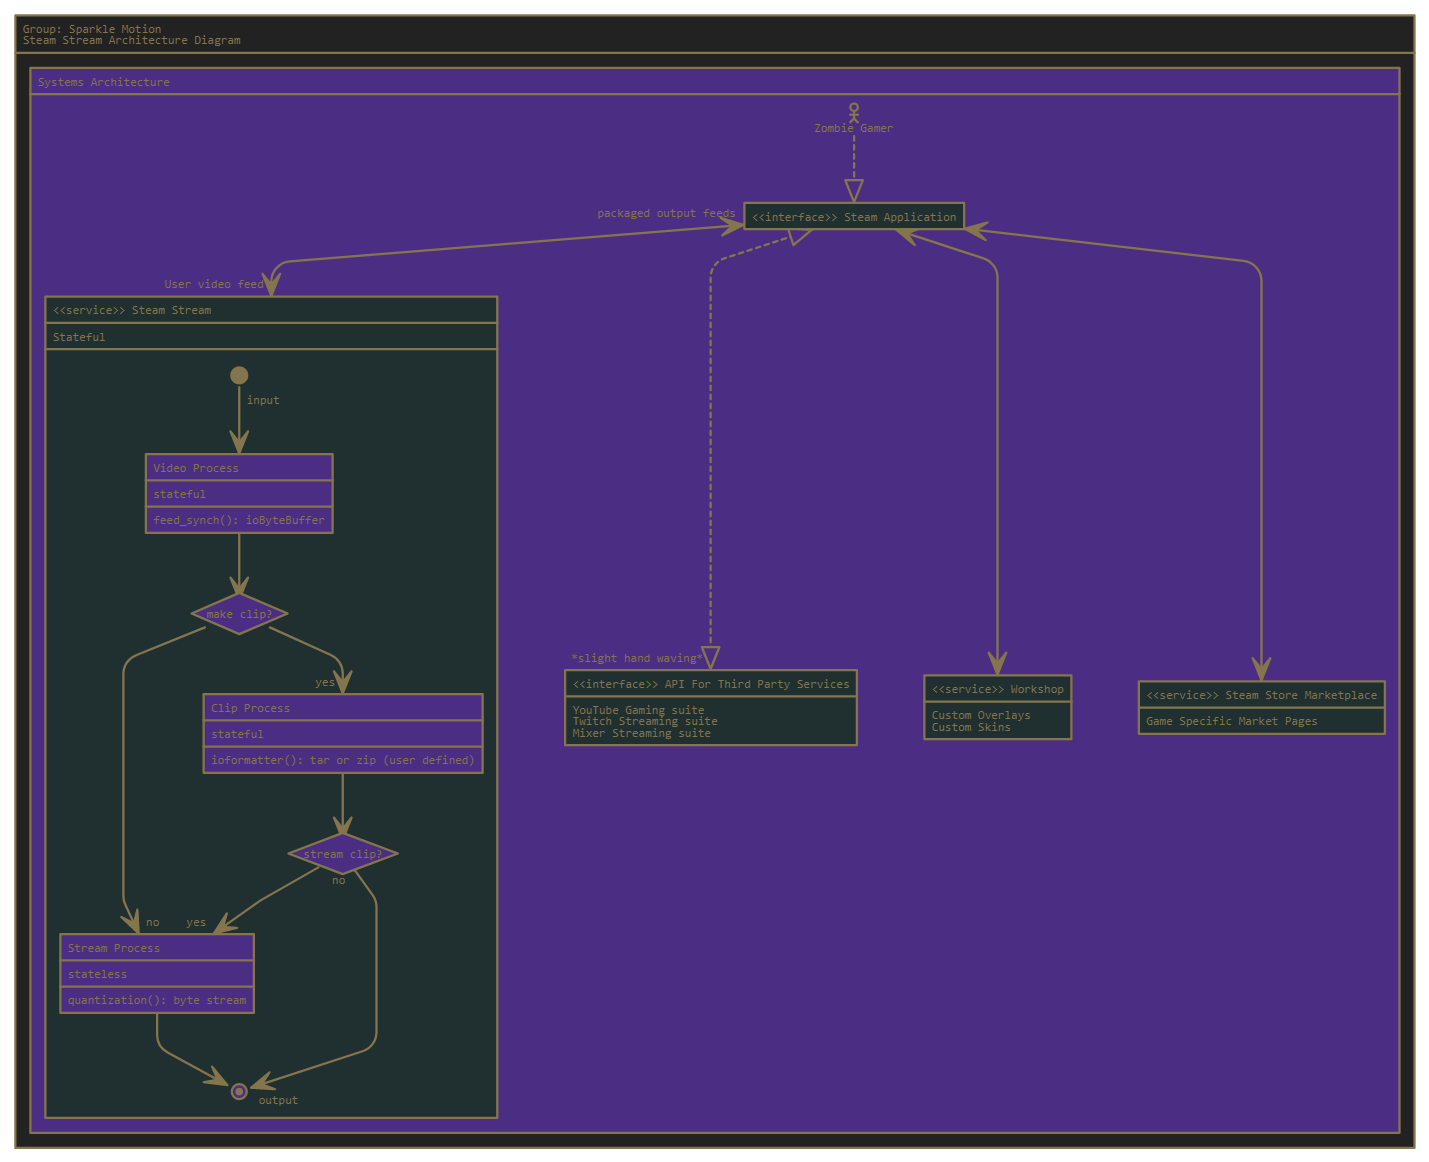 Group: Sparkle Motion
Steam Stream Architecture Diagram
Systems Architecture
Zombie Gamer
packaged output feeds
<<interface>> Steam Application
User video feed
<<service>> Steam Stream
Stateful
input
Video Process
stateful
feed_synch(): ioByteBuffer
make clip?
yes
Clip Process
stateful
ioformatter(): tar or zip (user defined)
stream clip?
no
no
yes
Stream Process
stateless
quantization(): byte stream
output
*slight hand waving*
<<interface>> API For Third Party Services
YouTube Gaming suite
Twitch Streaming suite
Mixer Streaming suite
<<service>> Workshop
Custom Overlays
Custom Skins
<<service>> Steam Store Marketplace
Game Specific Market Pages